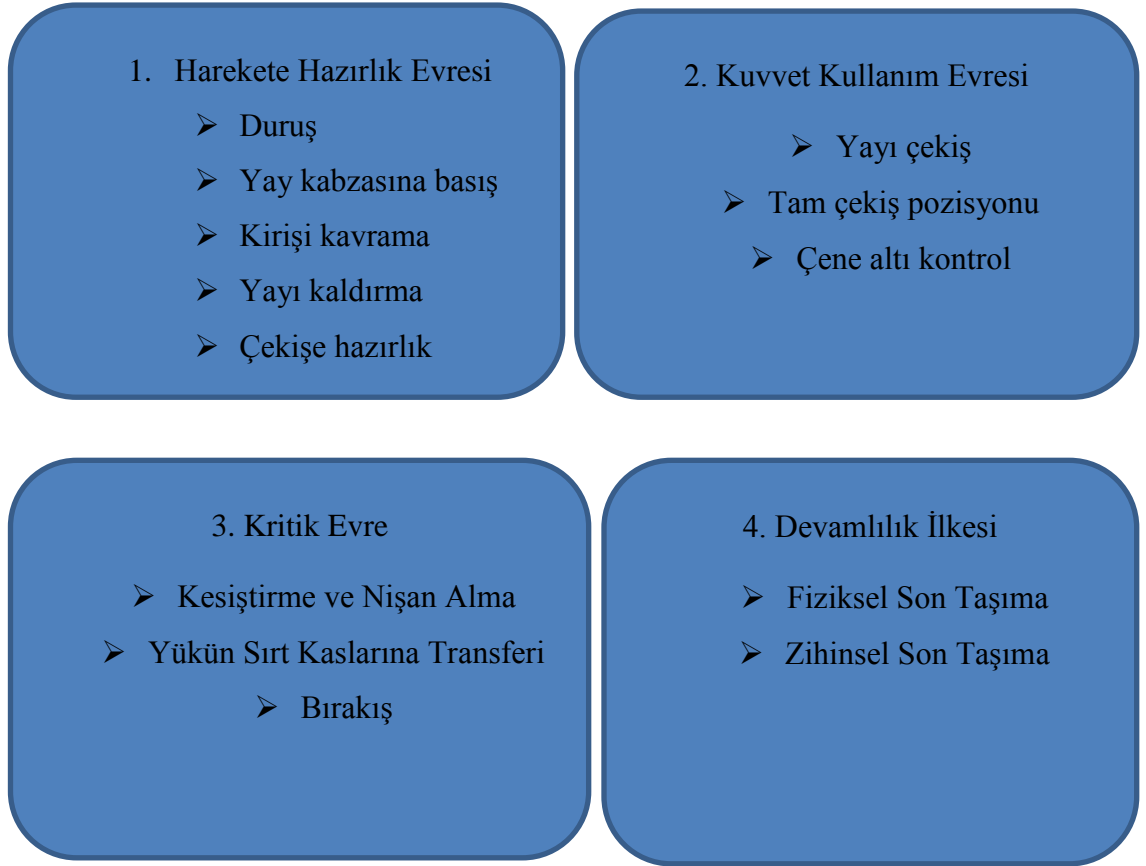 1. Harekete Hazırlık Evresi
➢ Duruş
➢ Yay kabzasına basış
➢ Kirişi kavrama
➢ Yayı kaldırma
➢ Çekişe hazırlık
2. Kuvvet Kullanım Evresi
➢ Yayı çekiş
➢ Tam çekiş pozisyonu
➢ Çene altı kontrol
3. Kritik Evre
➢ Kesiştirme ve Nişan Alma
➢ Yükün Sırt Kaslarına Transferi
➢ Bırakış
4. Devamlılık İlkesi
➢ Fiziksel Son Taşıma
➢ Zihinsel Son Taşıma